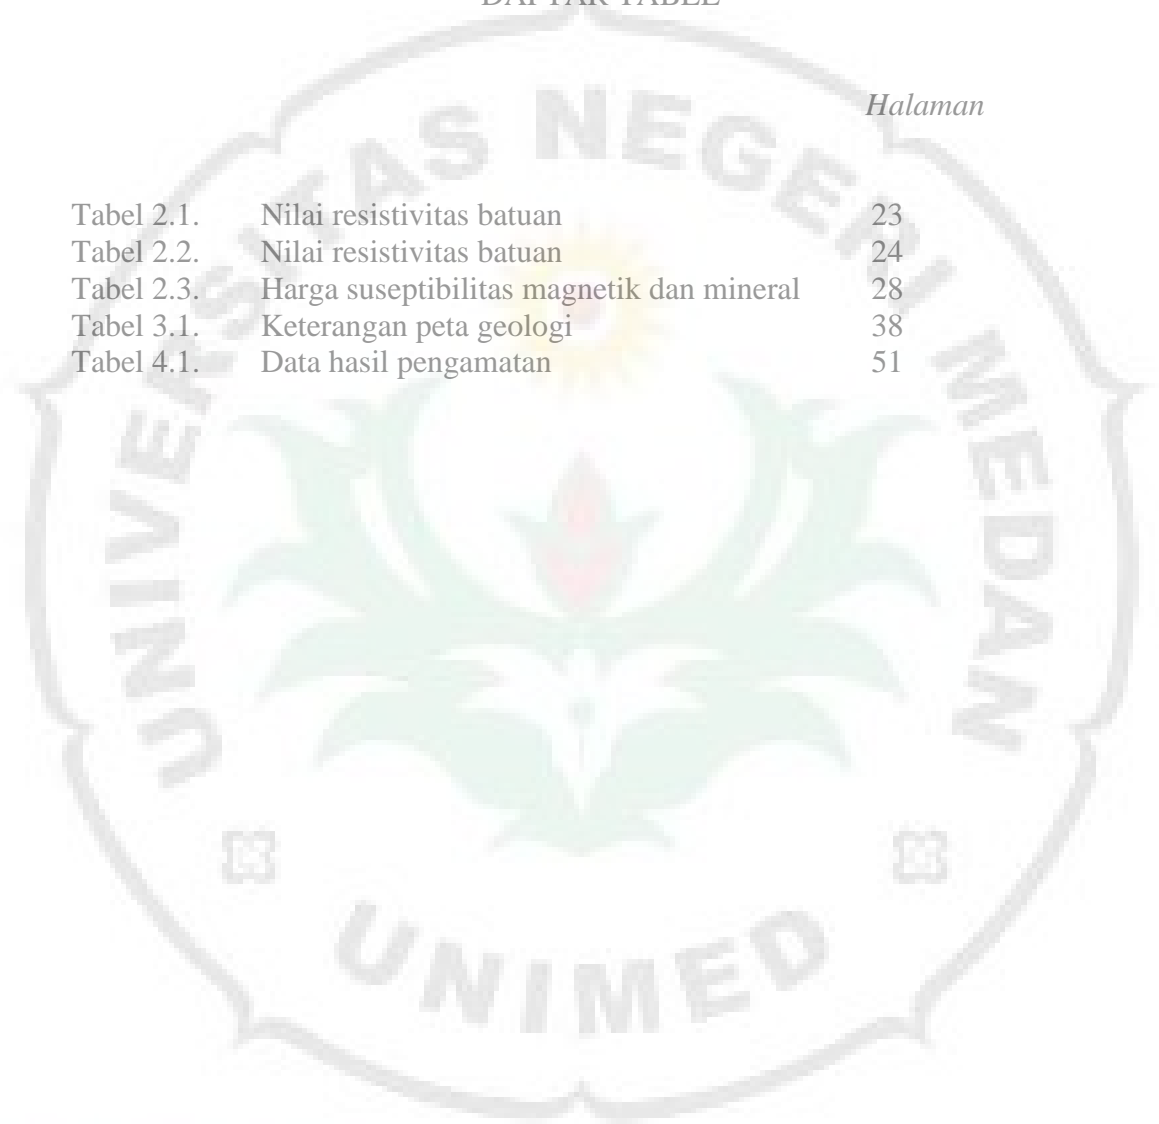 DAFTAR TABLE
Halaman
Tabel 2.1. Nilai resistivitas batuan 23
Tabel 2.2. Nilai resistivitas batuan 24
Tabel 2.3. Harga suseptibilitas magnetik dan mineral 28
Tabel 3.1. Keterangan peta geologi 38
Tabel 4.1. Data hasil pengamatan 51
UNIVERSITAS NEGERI MEDAN
UNIMED